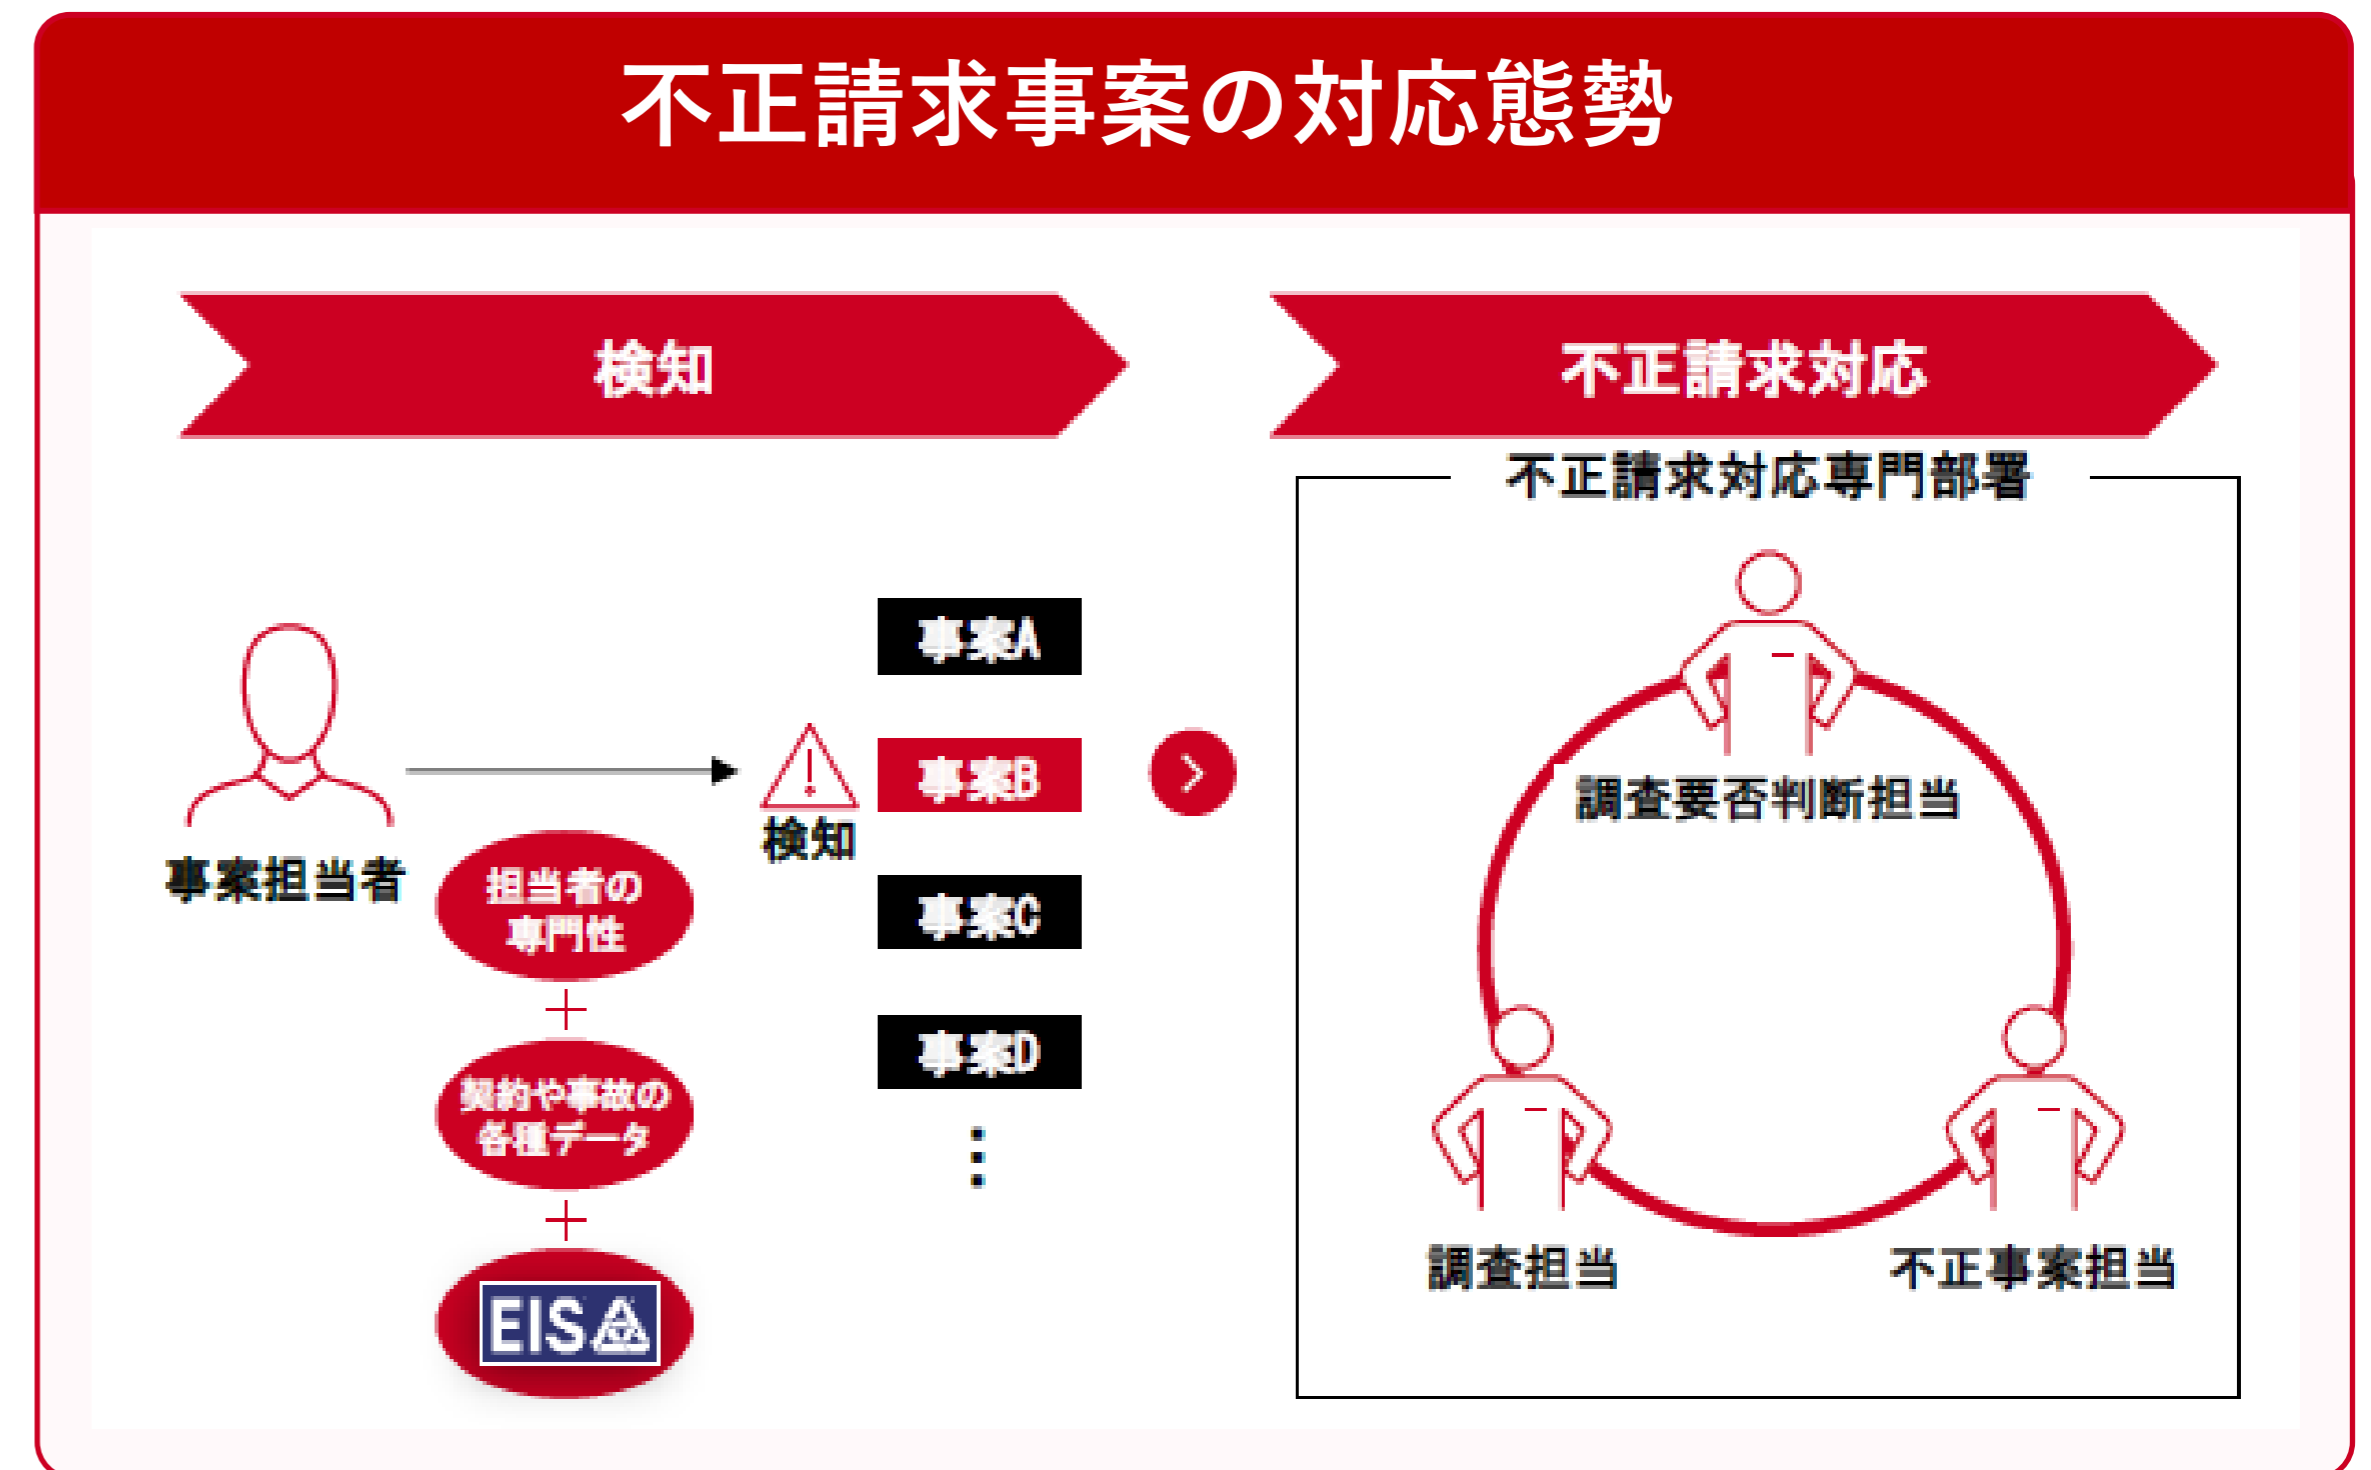 不正請求事案の対応態勢
検知
不正請求対応
事案担当者
担当者の
専門性
+
契約や事故の
各種データ
+
EIS
検知
事案A
事案B
事案C
事案D
⋮
不正請求対応専門部署
調査要否判断担当
調査担当
不正事案担当